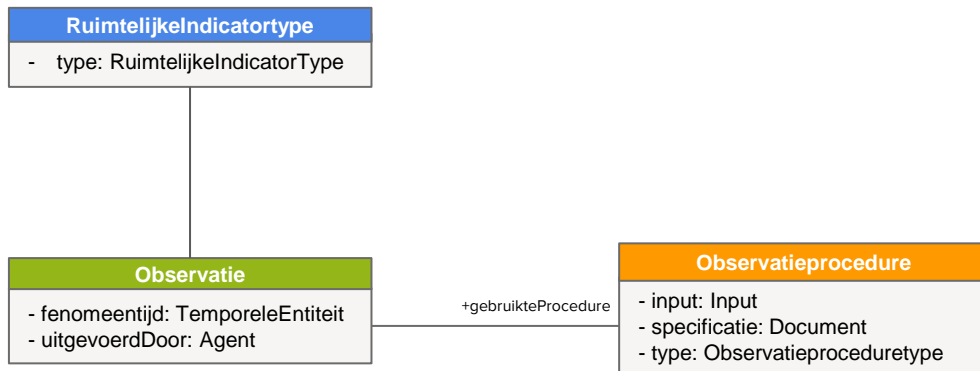 RuimtelijkeIndicatortype
- type: RuimtelijkeIndicatorType
Observatie
- fenomeentijd: TemporeleEntiteit
- uitgevoerdDoor: Agent
+gebruikteProcedure
Observatieprocedure
- input: Input
- specificatie: Document
- type: Observatieproceduretype